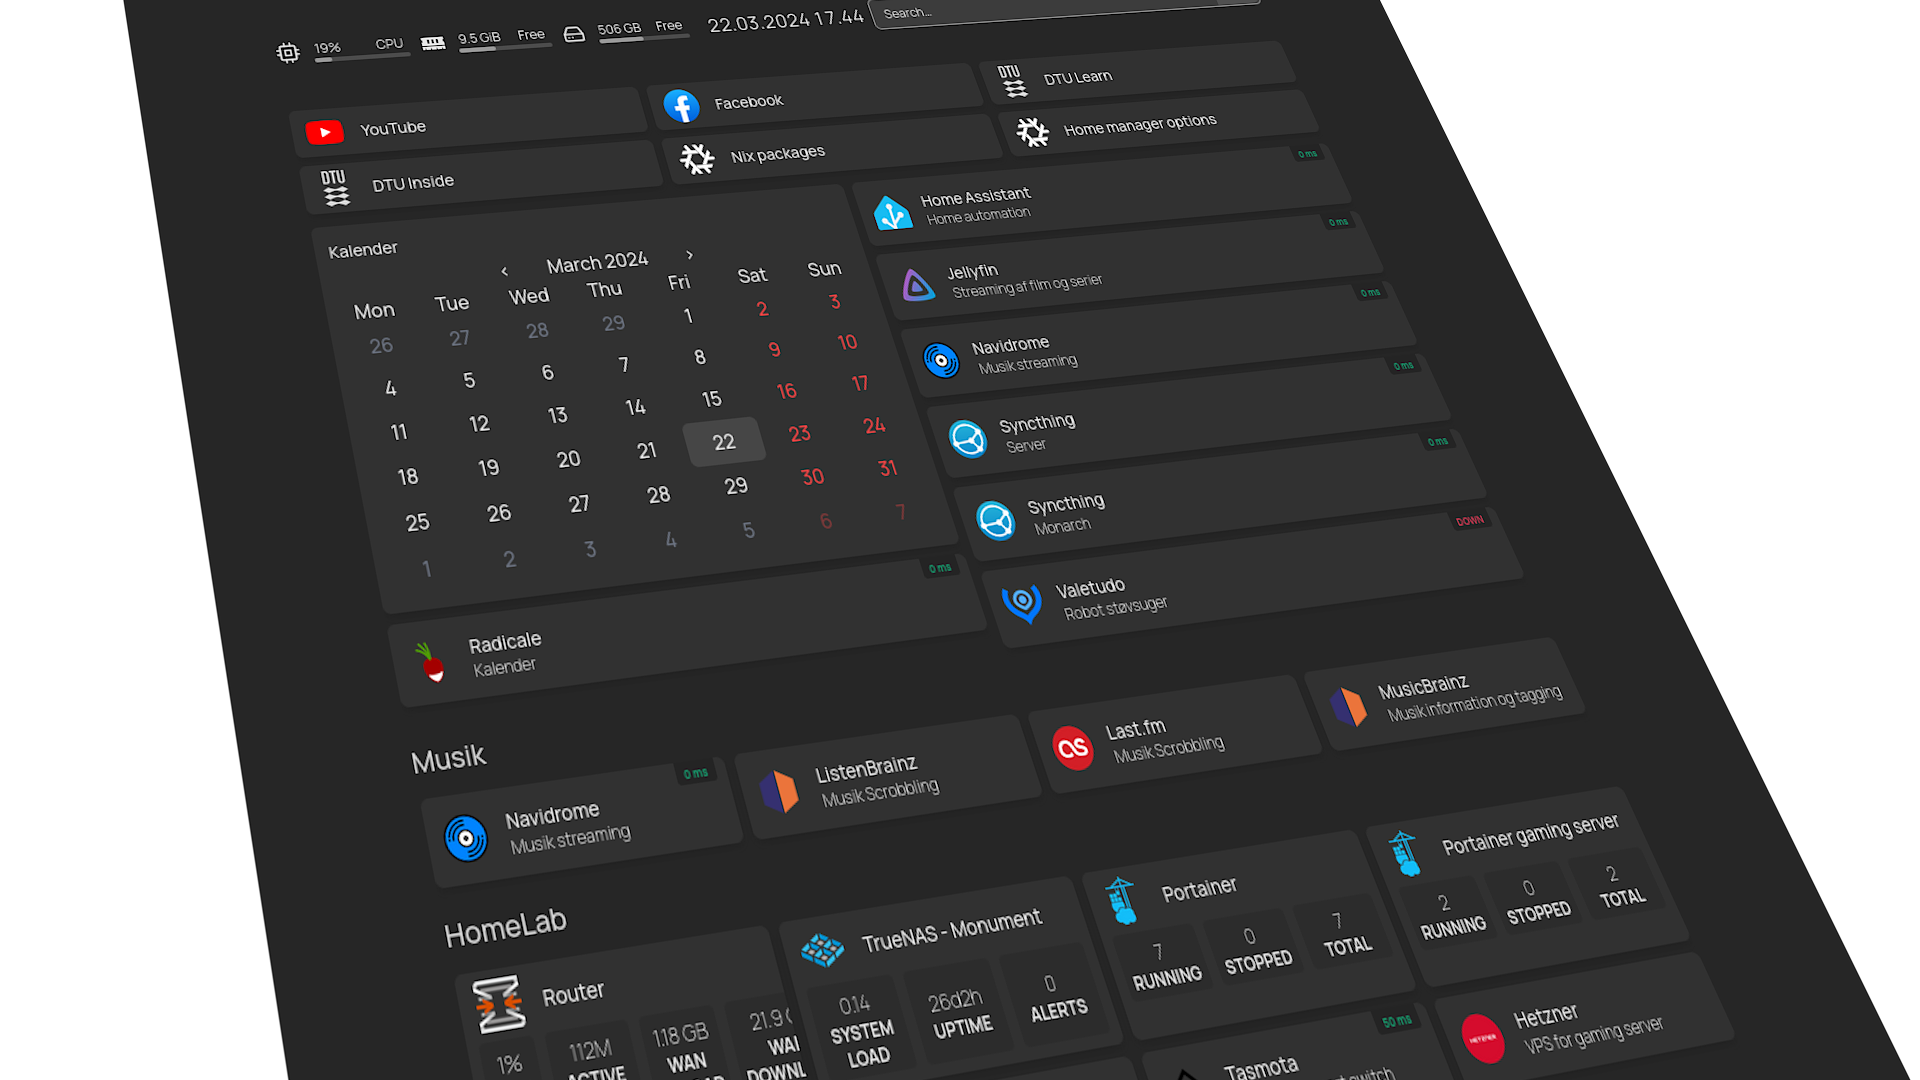 19% CPU
9.5 GiB Free
506 GB Free
22.03.2024 17.44
Search...
YouTube
Facebook
DTU
DTU Learn
DTU
DTU Inside
Nix packages
Home manager options
Kalender
‹ March 2024 ›
Mon Tue Wed Thu Fri Sat Sun
26 27 28 29 1 2 3
4 5 6 7 8 9 10
11 12 13 14 15 16 17
18 19 20 21 22 23 24
25 26 27 28 29 30 31
1 2 3 4 5 6 7
Radicale
Kalender
0 ms
Home Assistant
Home automation
0 ms
Jellyfin
Streaming af film og serier
0 ms
Navidrome
Musik streaming
0 ms
Syncthing
Server
0 ms
Syncthing
Monarch
0 ms
Valetudo
Robot støvsuger
DOWN
Musik
Navidrome
Musik streaming
0 ms
ListenBrainz
Musik Scrobbling
Last.fm
Musik Scrobbling
MusicBrainz
Musik information og tagging
HomeLab
Router
1%
112M
ACTIVE
1.18 GB
WAN
21.9
WAI
DOWNL
TrueNAS - Monument
0.14
SYSTEM
LOAD
26d2h
UPTIME
0
ALERTS
Portainer
7
RUNNING
0
STOPPED
7
TOTAL
Portainer gaming server
2
RUNNING
0
STOPPED
2
TOTAL
Tasmota
switch
50 ms
HETZNER
Hetzner
VPS for gaming server